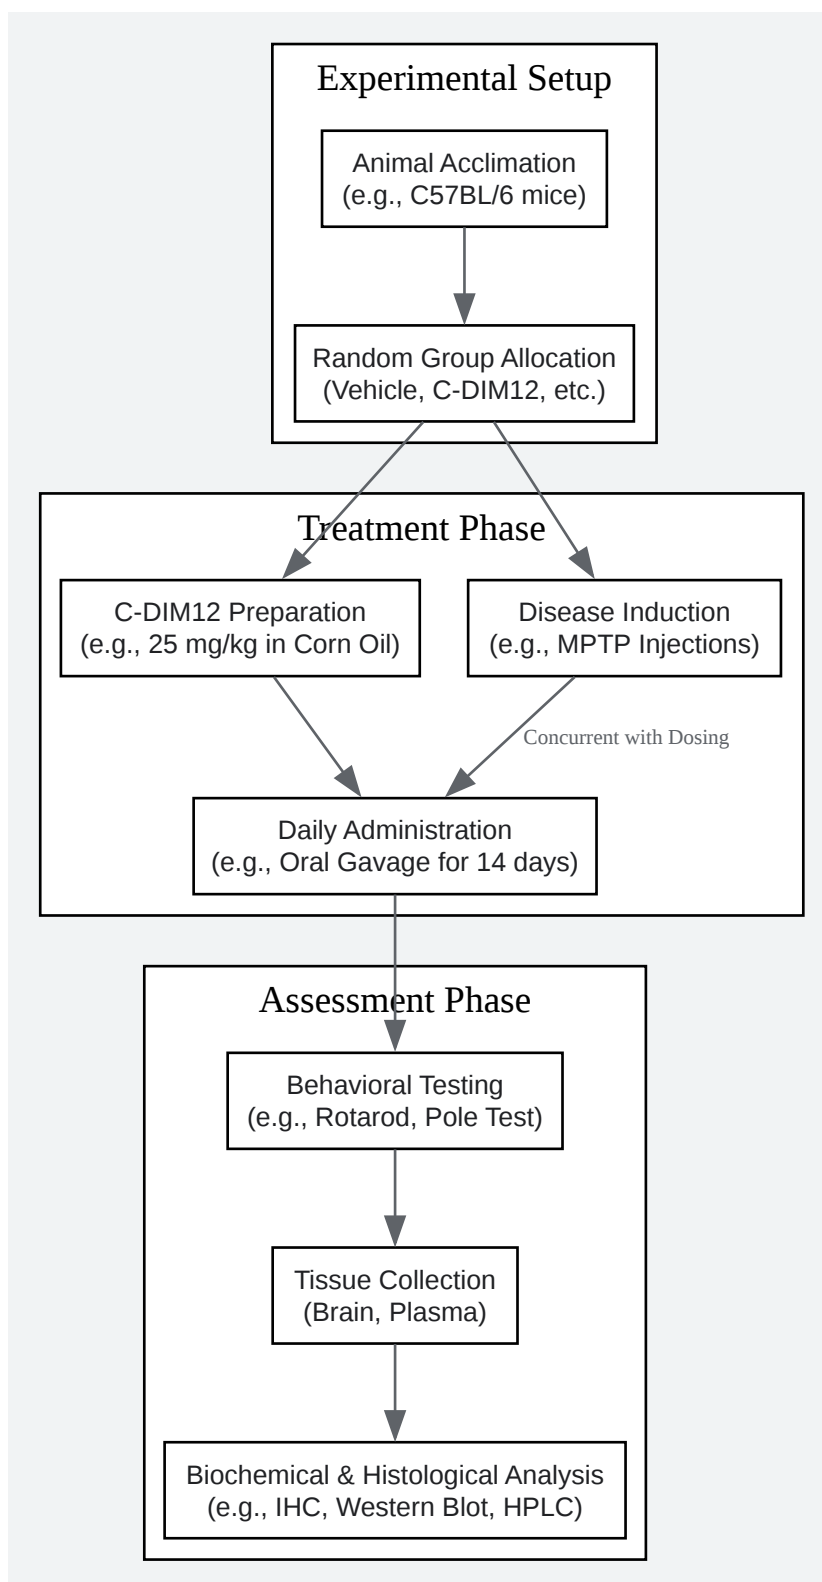 Experimental Setup
Animal Acclimation
(e.g., C57BL/6 mice)
Random Group Allocation
(Vehicle, C-DIM12, etc.)
Treatment Phase
C-DIM12 Preparation
(e.g., 25 mg/kg in Corn Oil)
Disease Induction
(e.g., MPTP Injections)
Concurrent with Dosing
Daily Administration
(e.g., Oral Gavage for 14 days)
Assessment Phase
Behavioral Testing
(e.g., Rotarod, Pole Test)
Tissue Collection
(Brain, Plasma)
Biochemical & Histological Analysis
(e.g., IHC, Western Blot, HPLC)